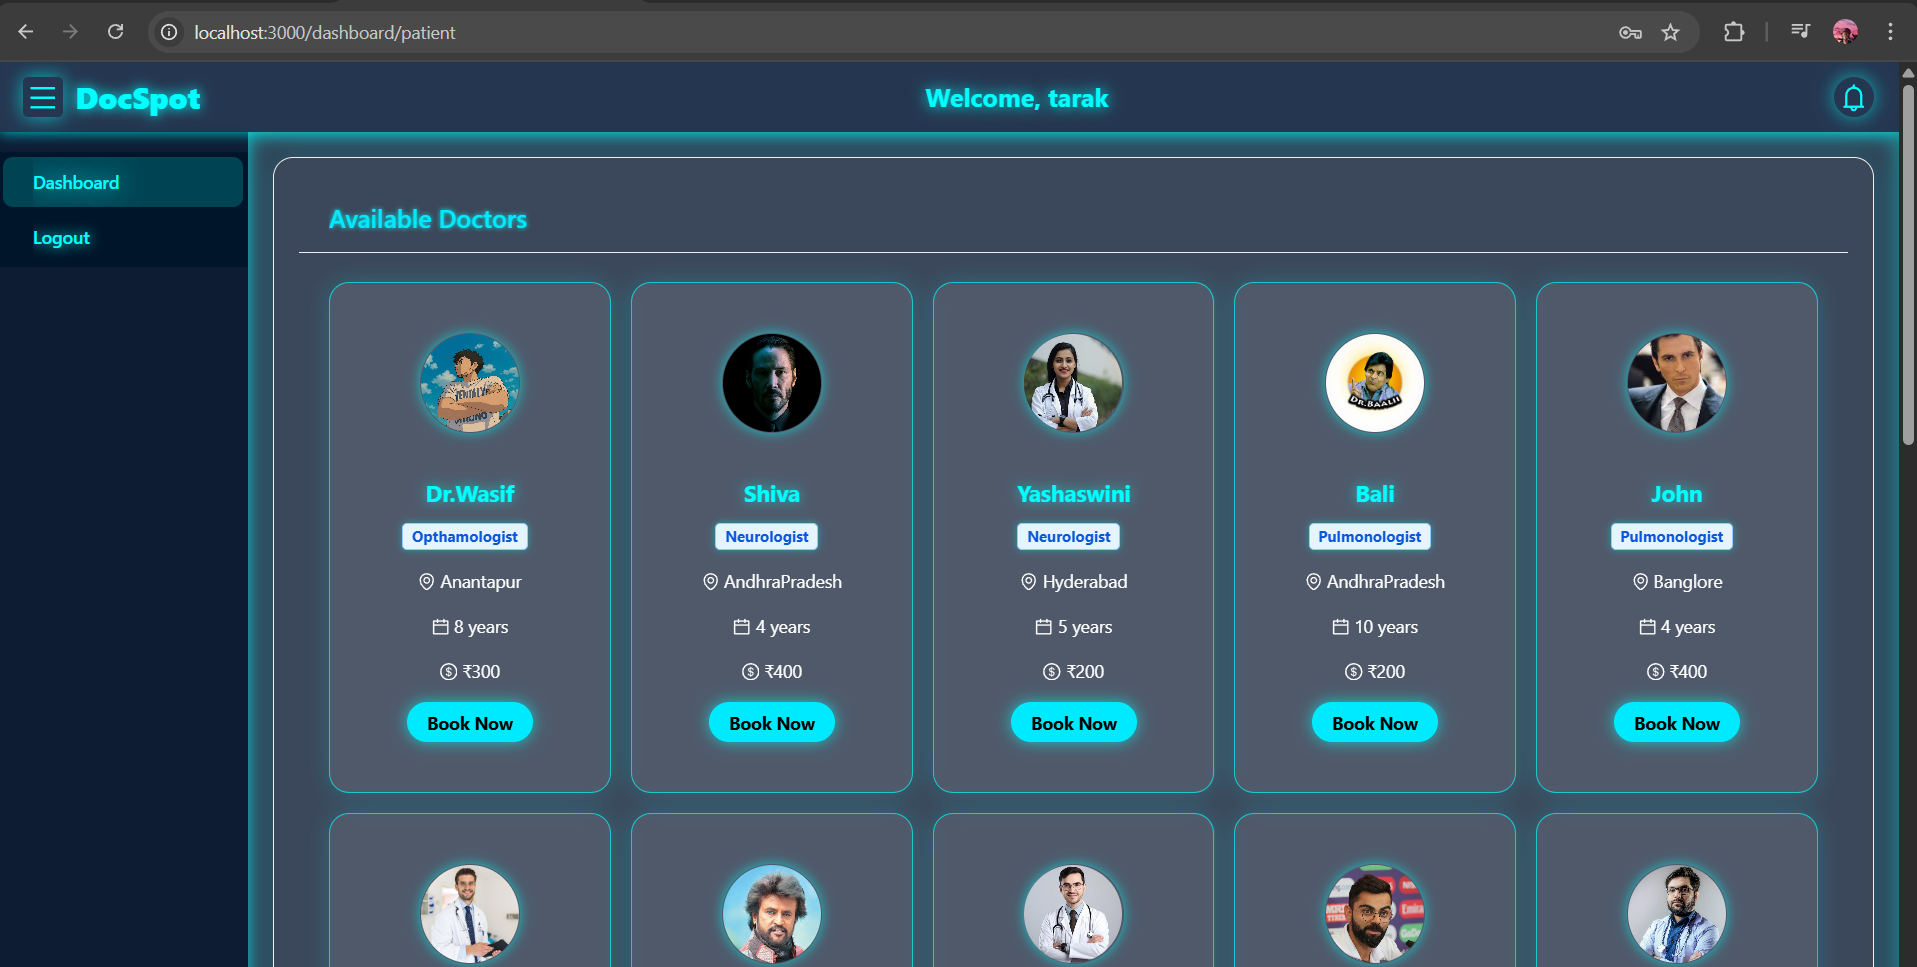 localhost:3000/dashboard/patient
DocSpot
Welcome, tarak
Dashboard
Logout
Available Doctors
DR.BAALII
Dr.Wasif
Shiva
Yashaswini
Bali
John
Opthamologist
Neurologist
Neurologist
Pulmonologist
Pulmonologist
Anantapur
AndhraPradesh
Hyderabad
AndhraPradesh
Banglore
8 years
4 years
5 years
10 years
4 years
₹300
₹400
₹200
₹200
₹400
Book Now
Book Now
Book Now
Book Now
Book Now